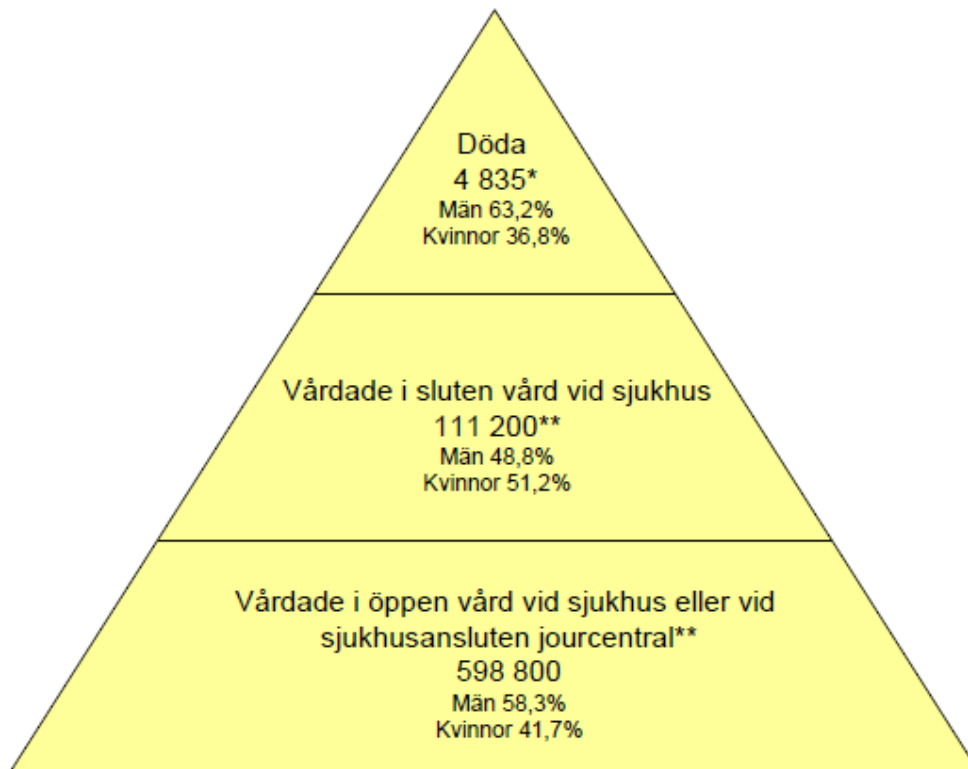 Döda
4 835*
Män 63,2%
Kvinnor 36,8%
Vårdade i sluten vård vid sjukhus
111 200**
Män 48,8%
Kvinnor 51,2%
Vårdade i öppen vård vid sjukhus eller vid
sjukhusansluten jourcentral**
598 800
Män 58,3%
Kvinnor 41,7%